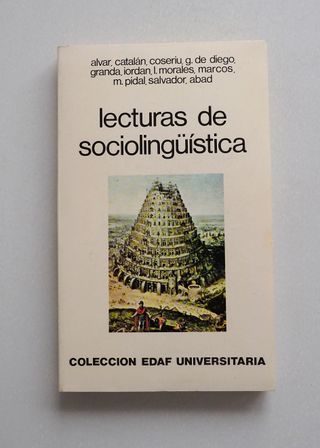 alvar, catalán, coseriu, g. de diego,
granda, iordan, l. morales, marcos,
m. pidal, salvador, abad
lecturas de
sociolingüística
COLECCION EDAF UNIVERSITARIA